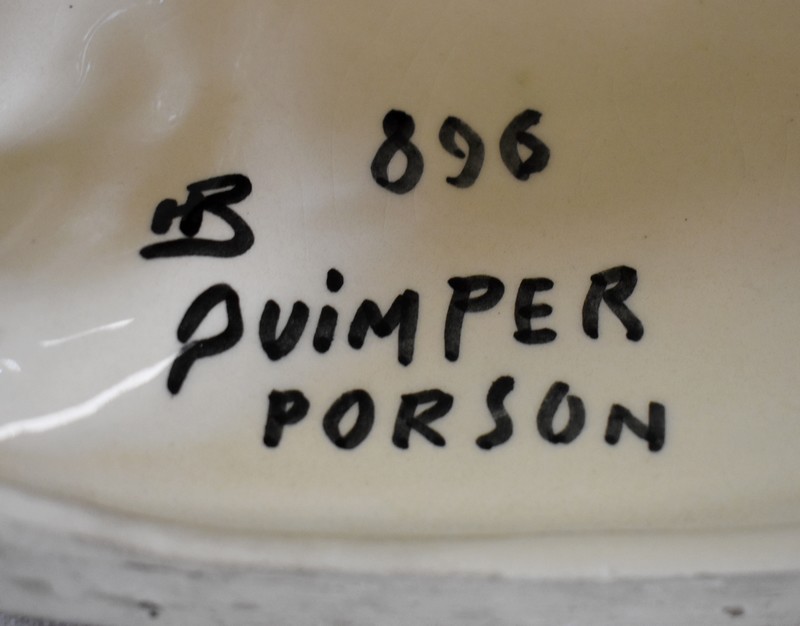 896
HB
QUiMPER
PORSON